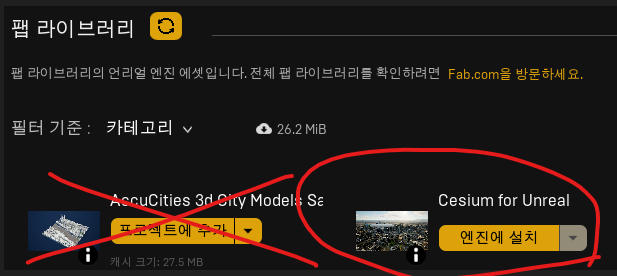 팹 라이브러리
팹 라이브러리의 언리얼 엔진 에셋입니다. 전체 팹 라이브러리를 확인하려면 Fab.com을 방문하세요.
필터 기준 : 카테고리 26.2 MiB
AccuCities 3d City Models Sa
프로젝트에 추가
캐시 크기: 27.5 MB
Cesium for Unreal
엔진에 설치